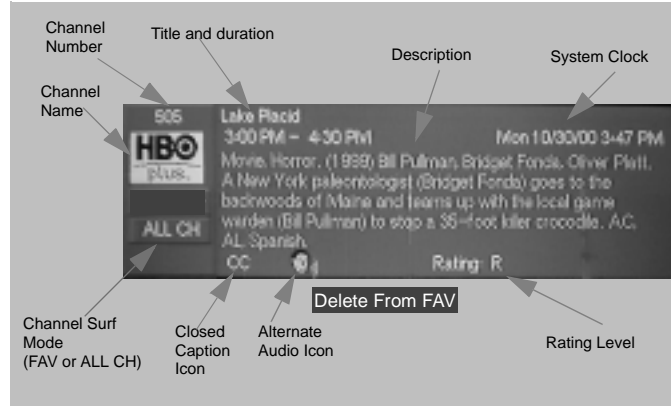 Channel
Number
Title and duration
Description
System Clock
Channel
Name
505
HBO
plus.
ALL CH
Lake Placid
3:00 PM - 4:30 PM
Mon 10/30/00 3:47 PM
Movie, Horror. (1999) Bill Pullman, Bridget Fonda, Oliver Platt.
A New York paleontologist (Bridget Fonda) goes to the
backwoods of Maine and teams up with the local game
warden (Bill Pullman) to stop a 35-foot killer crocodile. AC,
AL, Spanish.
CC
Rating: R
Delete From FAV
Channel Surf
Mode
(FAV or ALL CH)
Closed
Caption
Icon
Alternate
Audio Icon
Rating Level